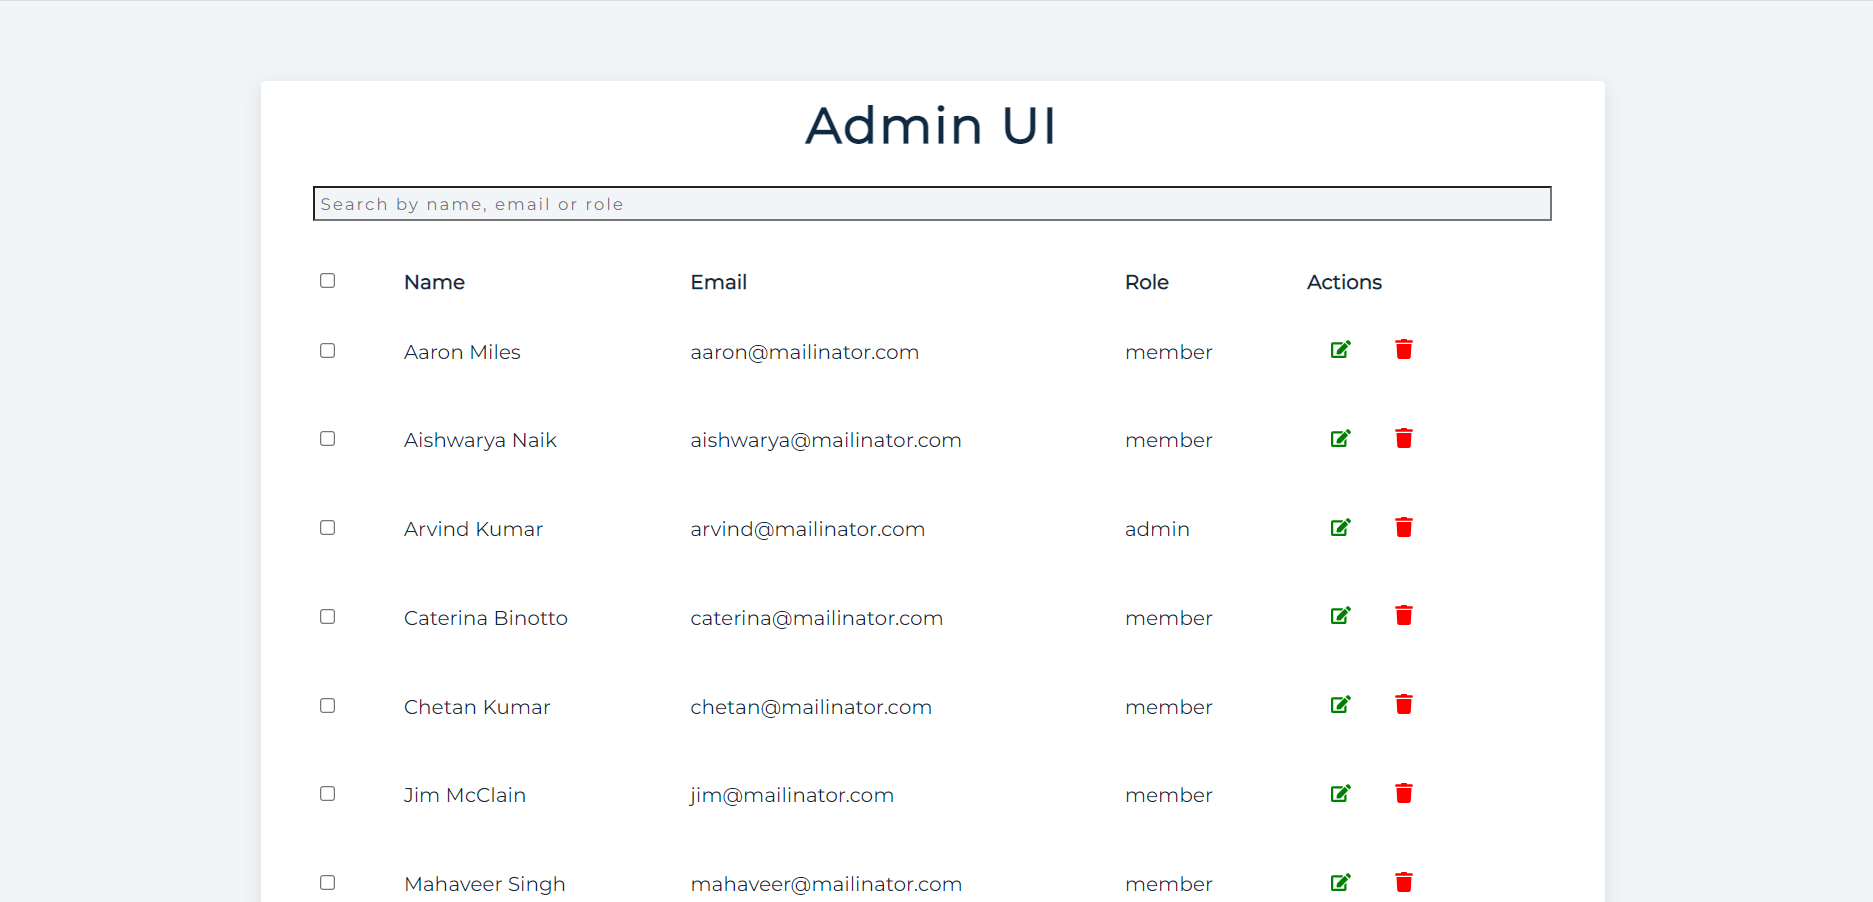 Admin UI
Search by name, email or role
Name Email Role Actions
Aaron Miles aaron@mailinator.com member
Aishwarya Naik aishwarya@mailinator.com member
Arvind Kumar arvind@mailinator.com admin
Caterina Binotto caterina@mailinator.com member
Chetan Kumar chetan@mailinator.com member
Jim McClain jim@mailinator.com member
Mahaveer Singh mahaveer@mailinator.com member